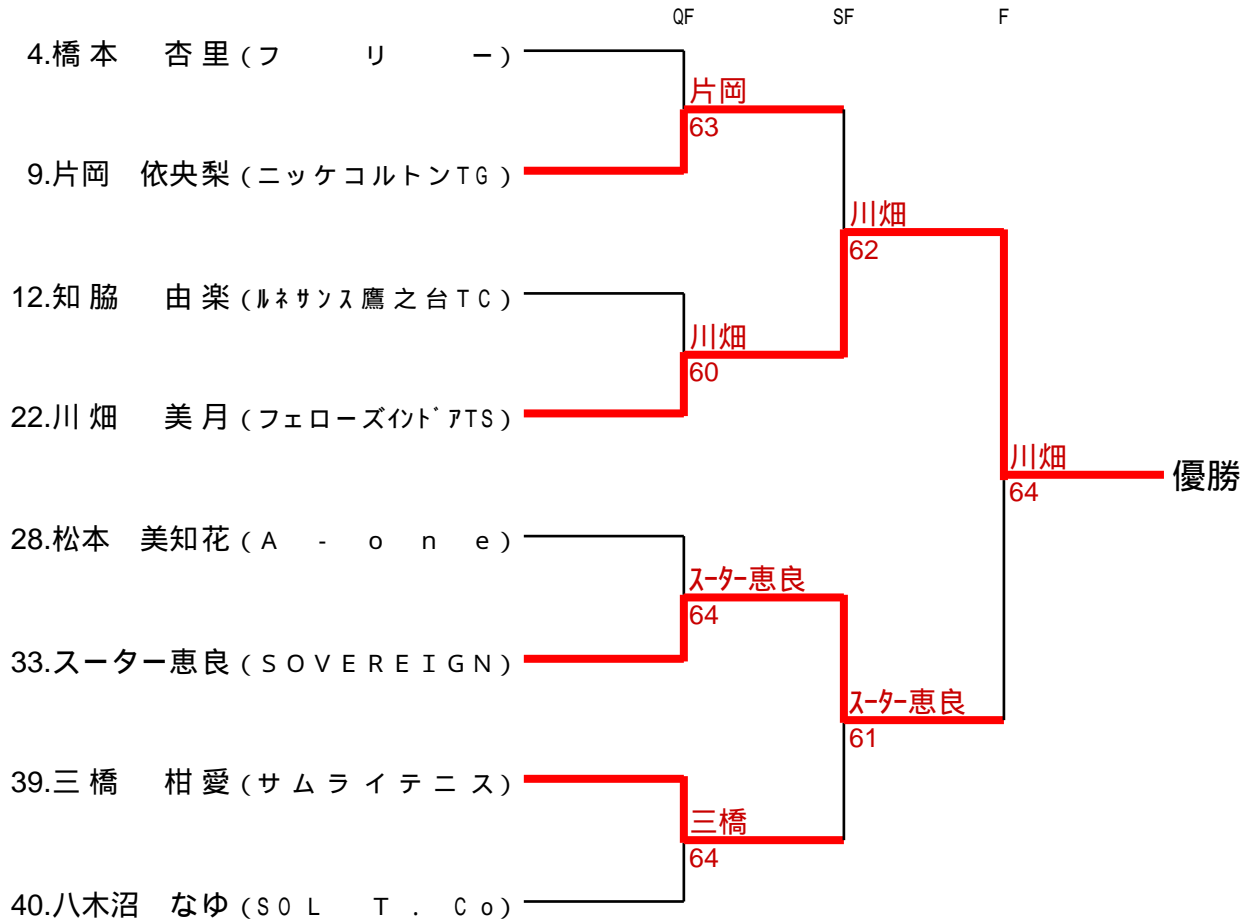 QF SF F
4.橋本 杏里(フリー)
片岡
63
9.片岡 依央梨(ニッケコルトンTG)
川畑
62
12.知脇 由楽(ﾙﾈｻﾝｽ鷹之台TC)
川畑
60
22.川畑 美月(フェローズｲﾝﾄﾞｱTS)
川畑
64
優勝
28.松本 美知花(A-one)
ｽｰﾀｰ恵良
64
33.スーター恵良(SOVEREIGN)
ｽｰﾀｰ恵良
61
39.三橋 柑愛(サムライテニス)
三橋
64
40.八木沼 なゆ(SOL T.Co)